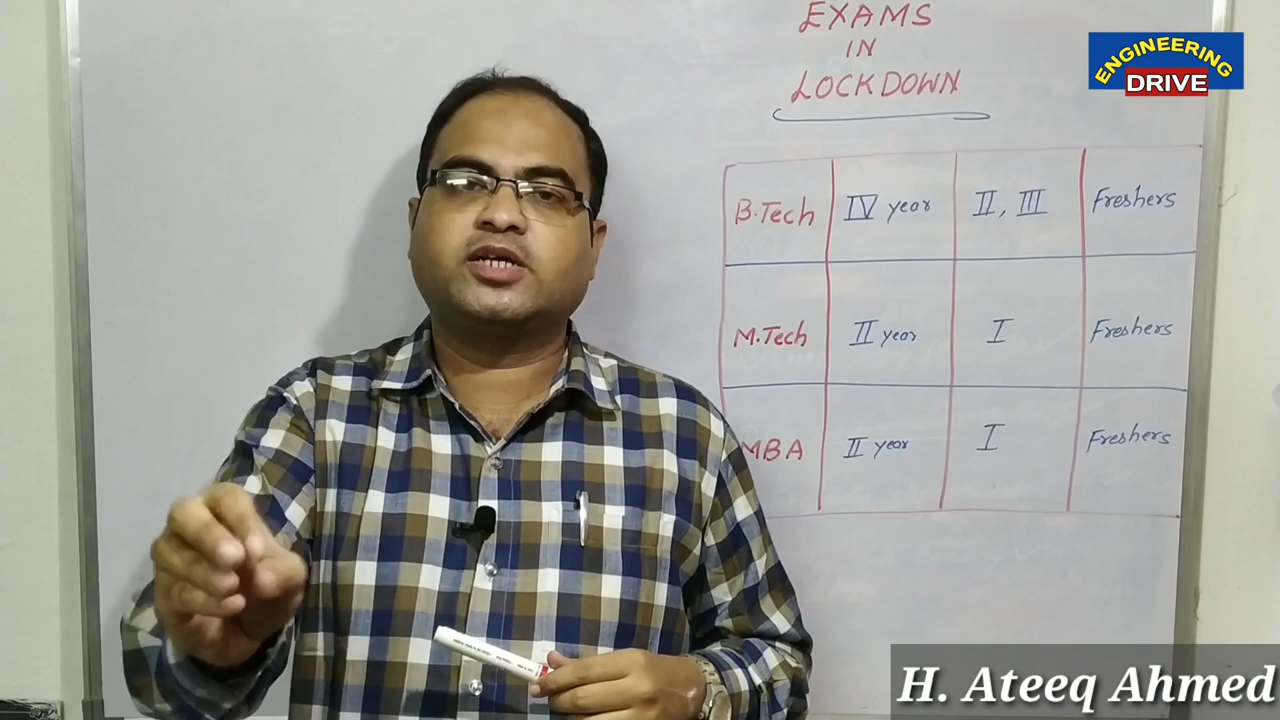 EXAMS
IN
LOCKDOWN
ENGINEERING
DRIVE
B.Tech IV year II, III Freshers
M.Tech II year I Freshers
MBA II year I Freshers
H. Ateeq Ahmed